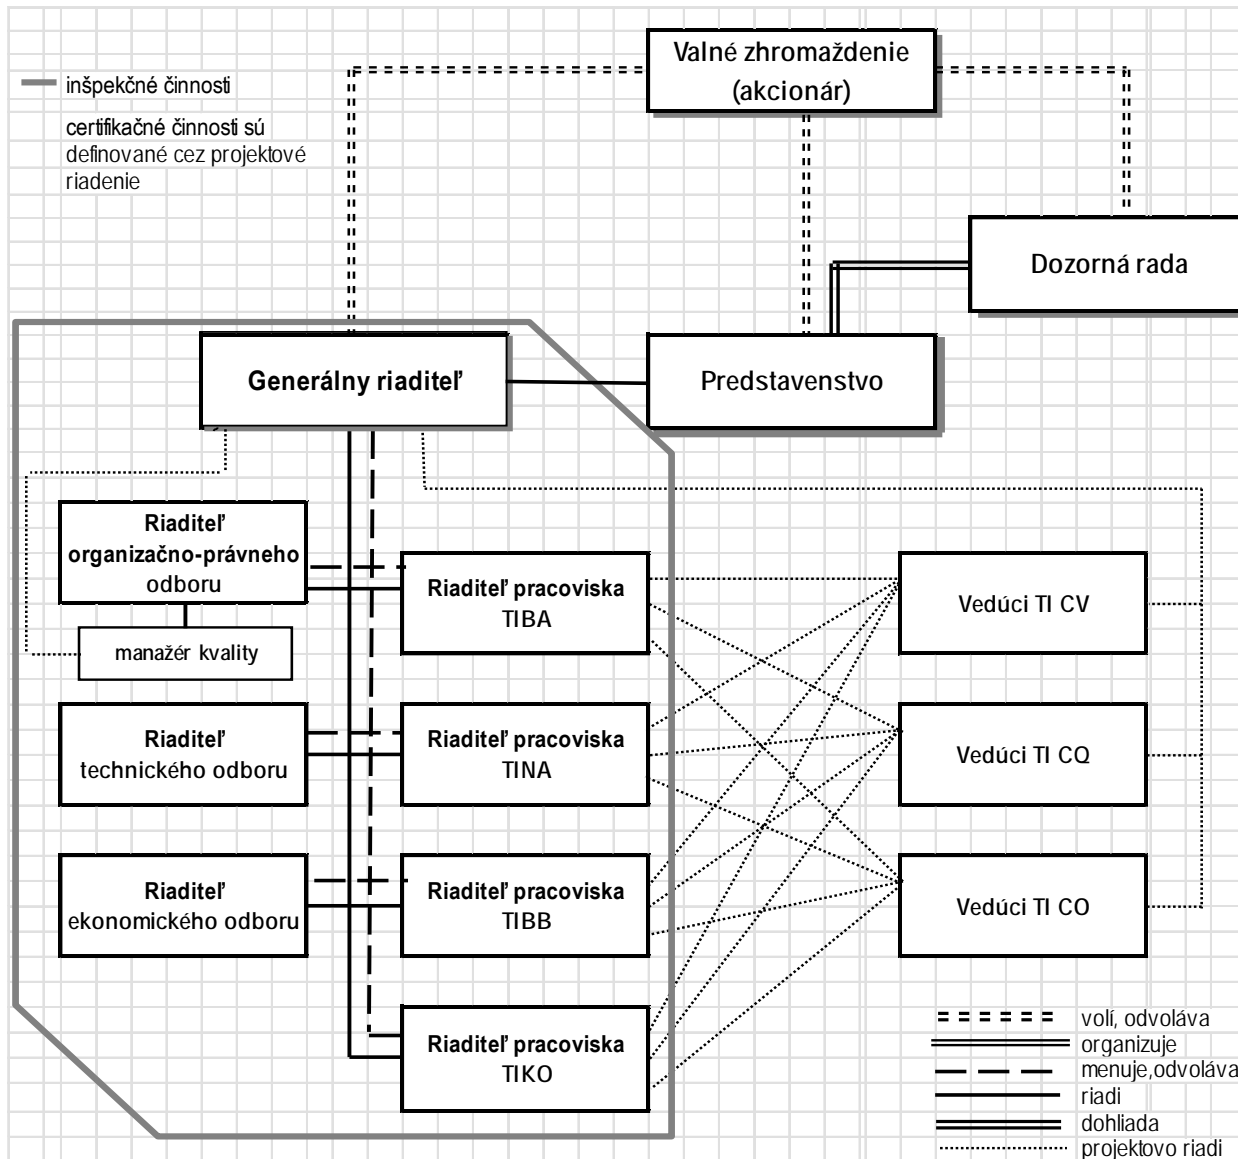 Valné zhromaždenie
(akcionár)
inšpekčné činnosti
certifikačné činnosti sú
definované cez projektové
riadenie
Dozorná rada
Generálny riaditeľ
Predstavenstvo
Riaditeľ
organizačno-právneho
odboru
manažér kvality
Riaditeľ pracoviska
TIBA
Vedúci TI CV
Riaditeľ
technického odboru
Riaditeľ pracoviska
TINA
Vedúci TI CQ
Riaditeľ
ekonomického odboru
Riaditeľ pracoviska
TIBB
Vedúci TI CO
Riaditeľ pracoviska
TIKO
volí, odvoláva
organizuje
menuje,odvoláva
riadi
dohliada
projektovo riadi